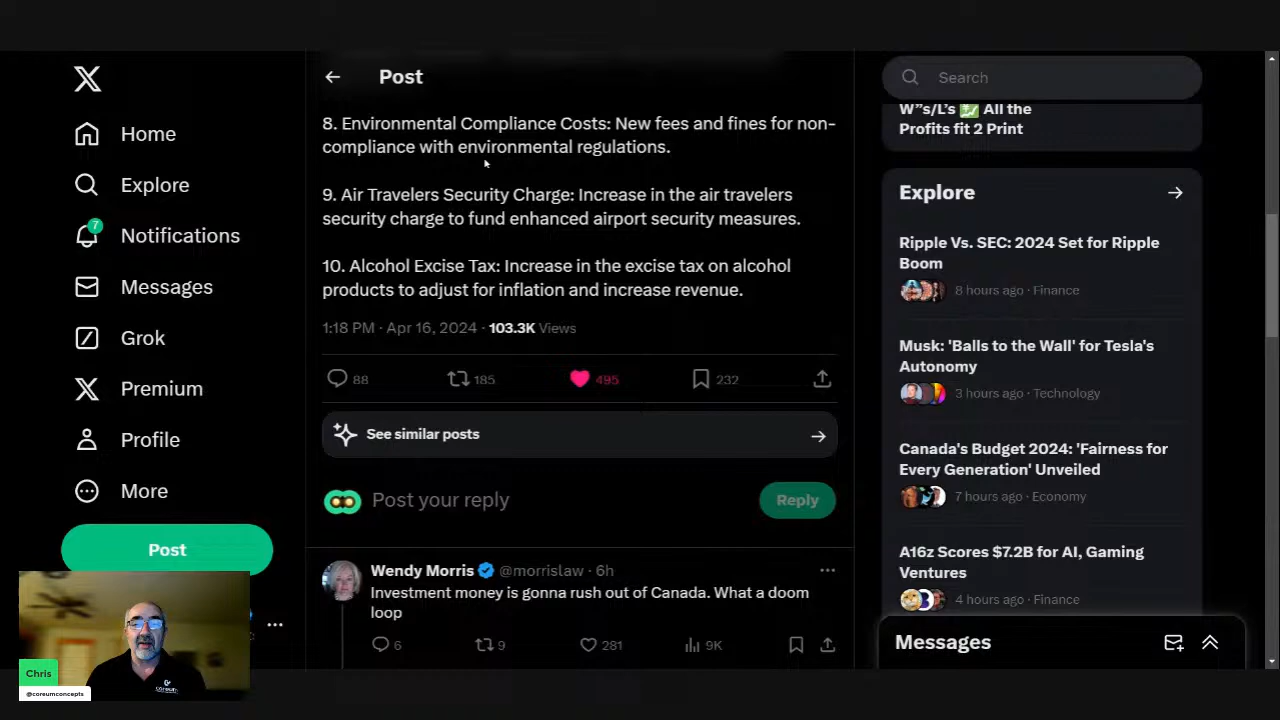 Home
Explore
7
Notifications
Messages
Grok
Premium
Profile
More
Post
Chris
@coreumconcepts
coreum
Post
8. Environmental Compliance Costs: New fees and fines for non-
compliance with environmental regulations.
9. Air Travelers Security Charge: Increase in the air travelers
security charge to fund enhanced airport security measures.
10. Alcohol Excise Tax: Increase in the excise tax on alcohol
products to adjust for inflation and increase revenue.
1:18 PM · Apr 16, 2024 · 103.3K Views
88 185 495 232
See similar posts
Post your reply
Reply
Wendy Morris @morrislaw · 6h
Investment money is gonna rush out of Canada. What a doom
loop
6 9 281 9K
Search
W"s/L's 💹 All the
Profits fit 2 Print
Explore
Ripple Vs. SEC: 2024 Set for Ripple
Boom
8 hours ago · Finance
Musk: 'Balls to the Wall' for Tesla's
Autonomy
3 hours ago · Technology
Canada's Budget 2024: 'Fairness for
Every Generation' Unveiled
7 hours ago · Economy
A16z Scores $7.2B for AI, Gaming
Ventures
4 hours ago · Finance
Messages